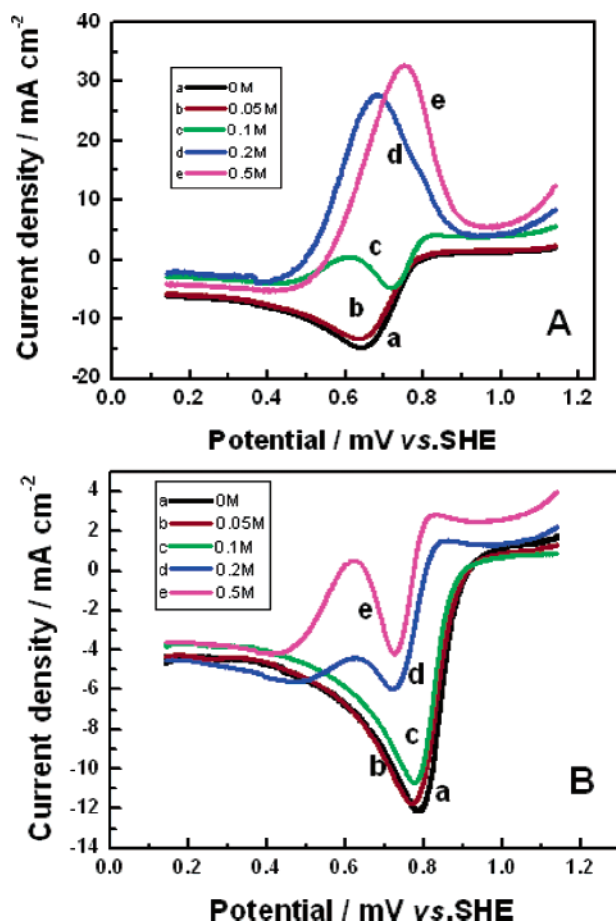 40
30
20
10
0
-10
-20
Current density / mA cm⁻²
a 0M
b 0.05M
c 0.1M
d 0.2M
e 0.5M
e
d
c
b
a
A
0.0 0.2 0.4 0.6 0.8 1.0 1.2
Potential / mV vs.SHE
4
2
0
-2
-4
-6
-8
-10
-12
-14
Current density / mA cm⁻²
a 0M
b 0.05M
c 0.1M
d 0.2M
e 0.5M
e
d
c
b
a
B
0.0 0.2 0.4 0.6 0.8 1.0 1.2
Potential / mV vs.SHE